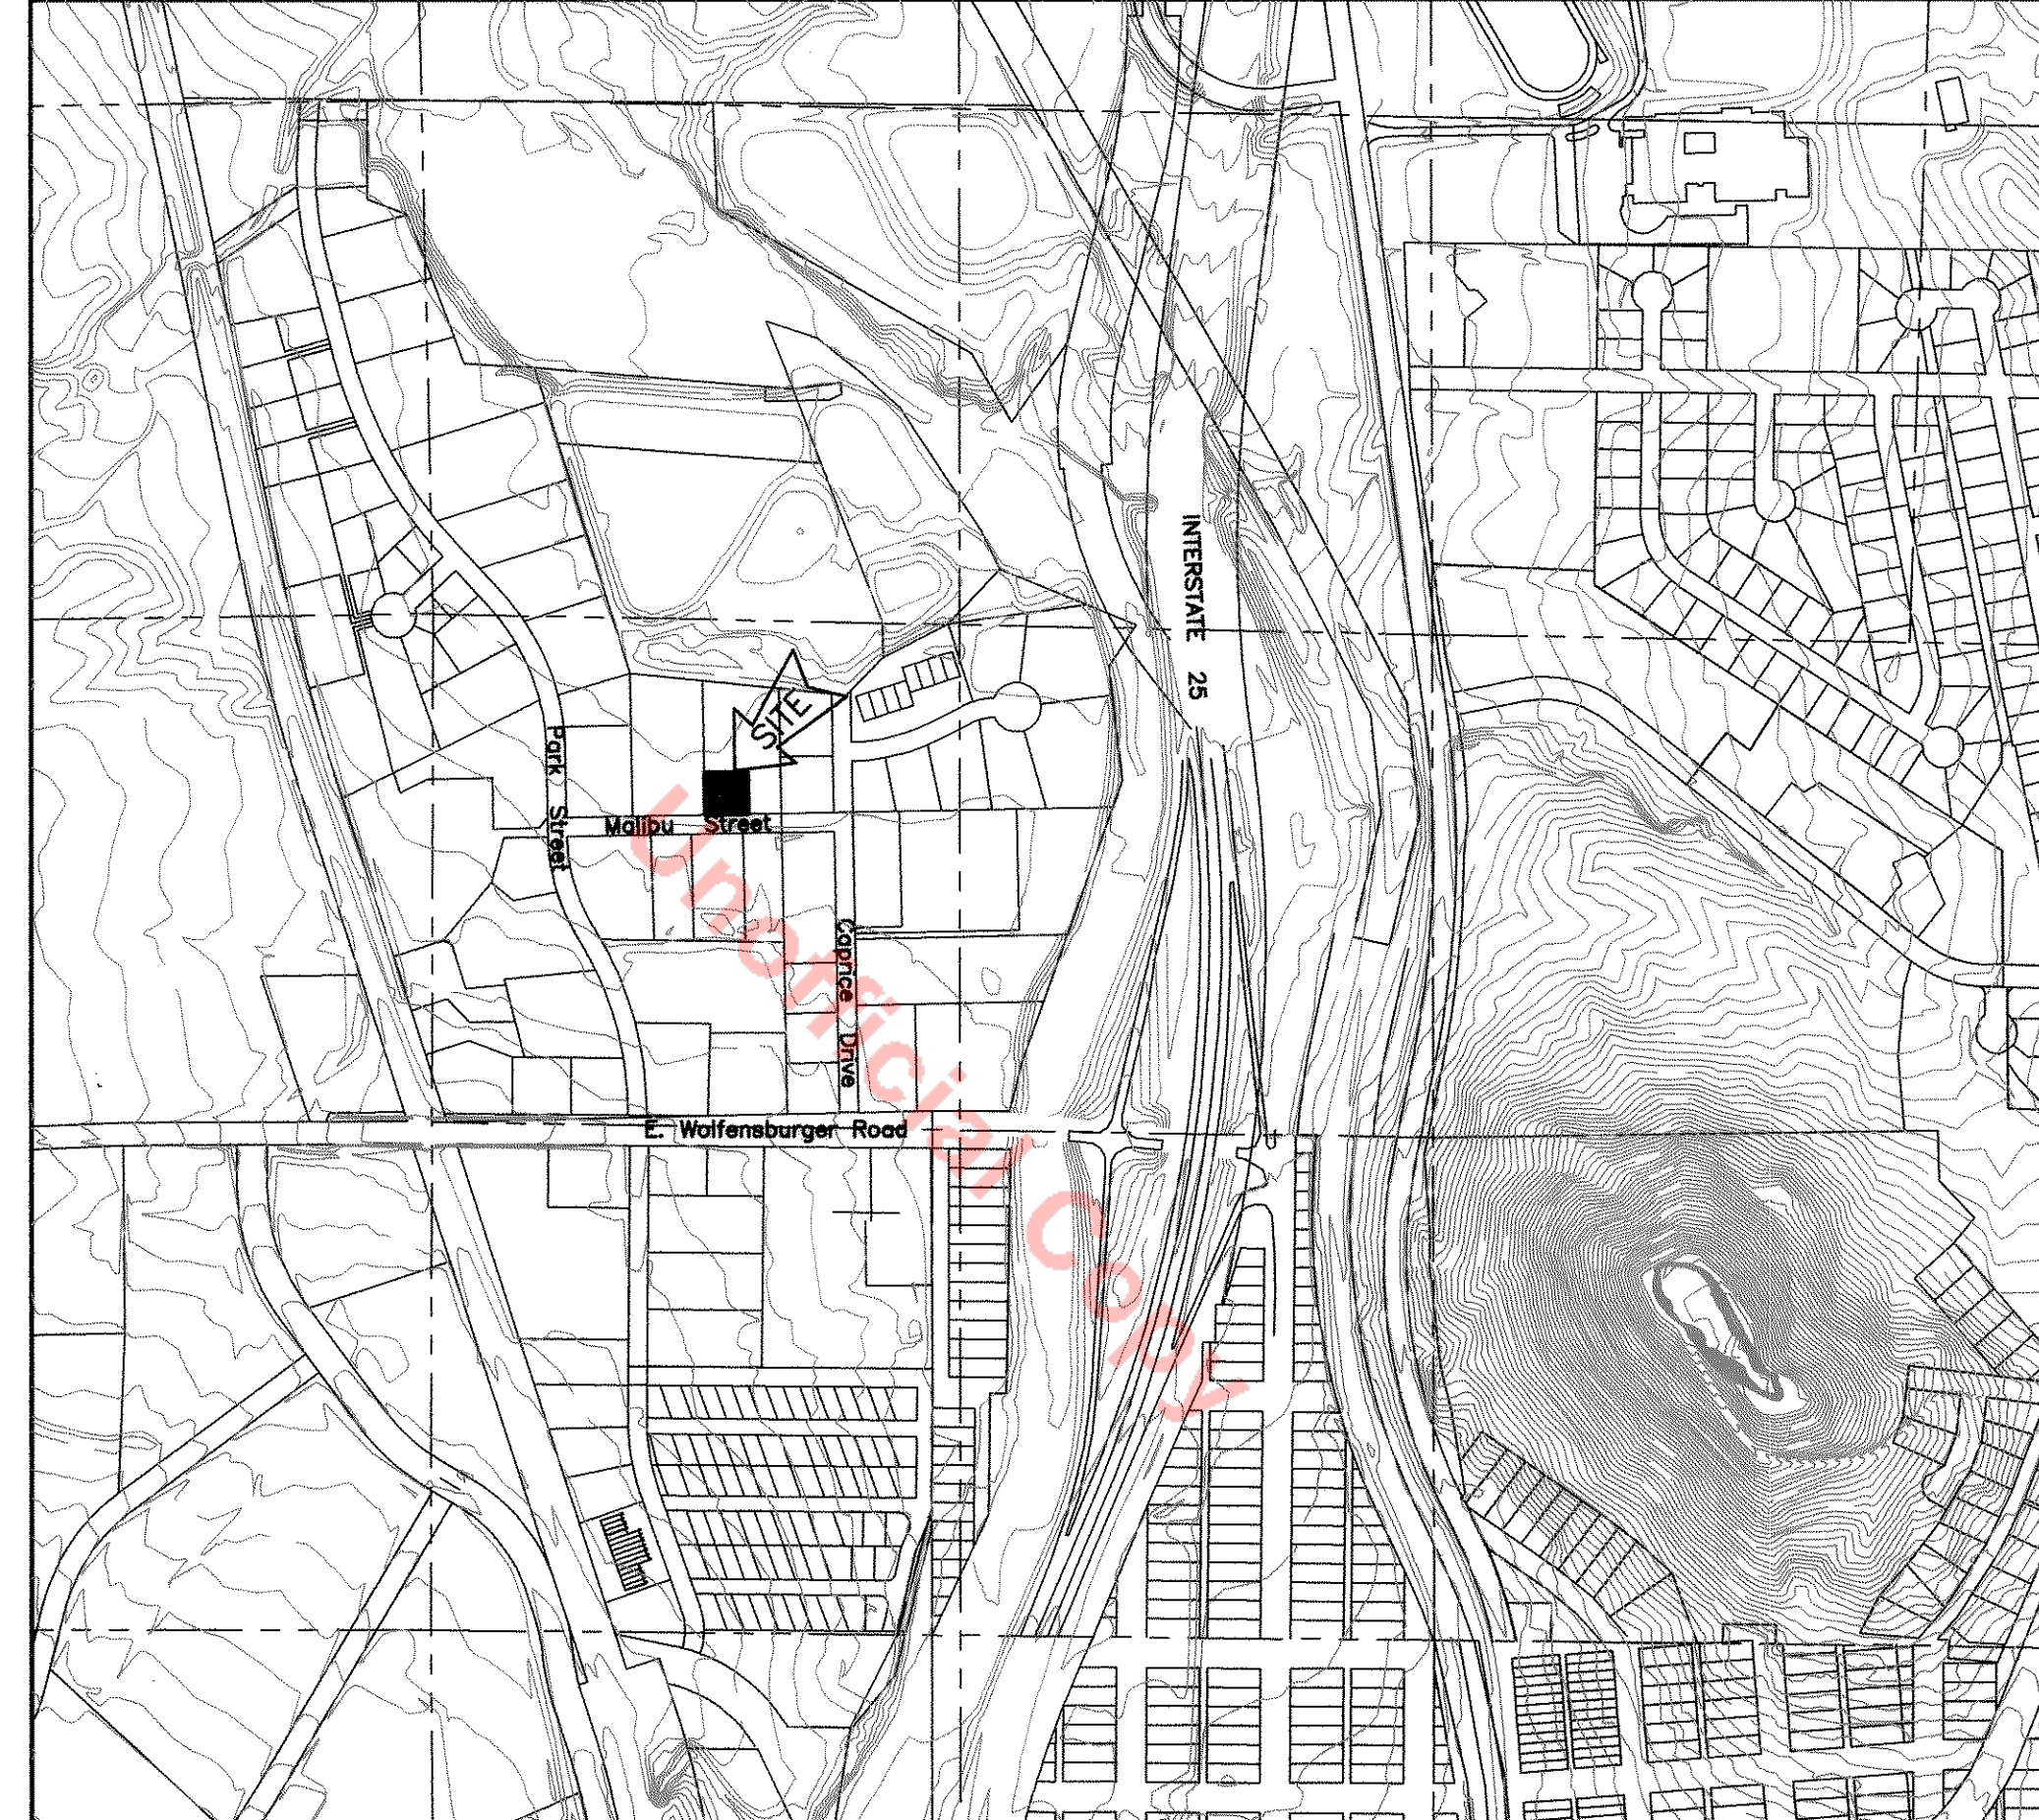 INTERSTATE 25
SITE
Park Street
Malibu Street
Caprice Drive
E. Wolfensburger Road
Unofficial Copy